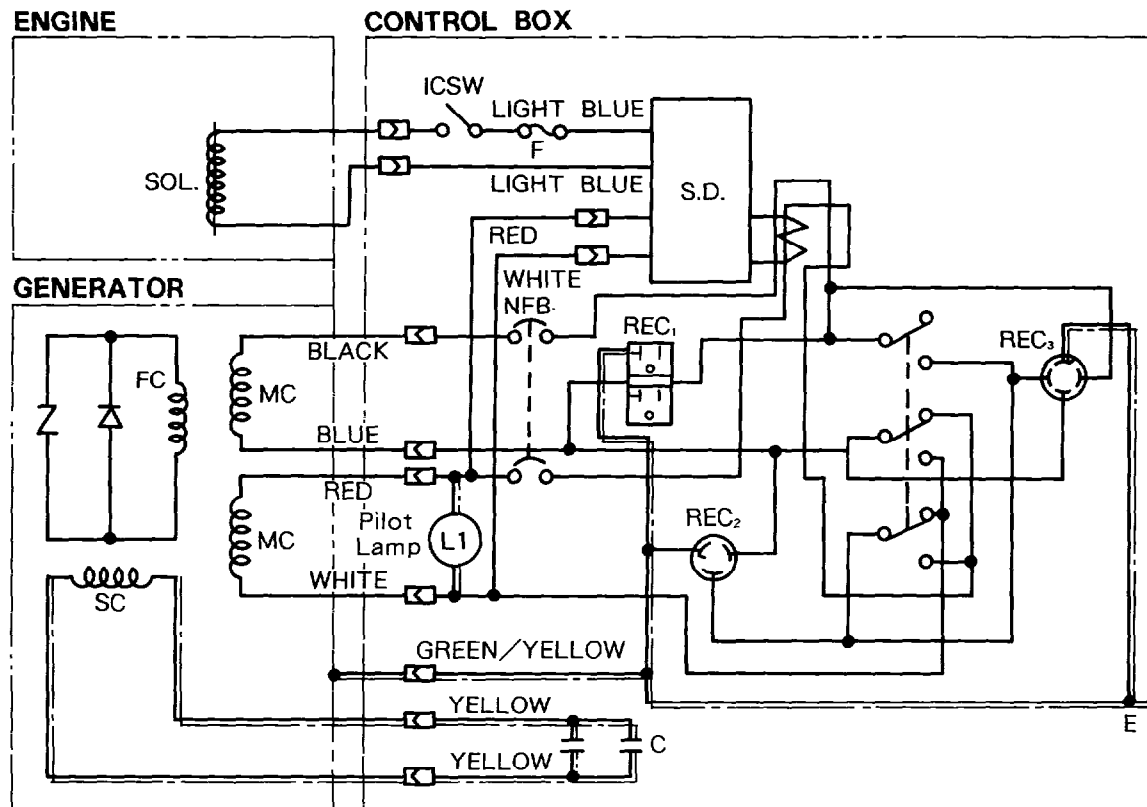 ENGINE
CONTROL BOX
ICSW
LIGHT BLUE
F
SOL.
LIGHT BLUE
S.D.
RED
WHITE
GENERATOR
NFB
REC₁
REC₃
BLACK
FC
MC
BLUE
RED
REC₂
MC
Pilot
Lamp
L1
WHITE
SC
GREEN/YELLOW
YELLOW
C
E
YELLOW